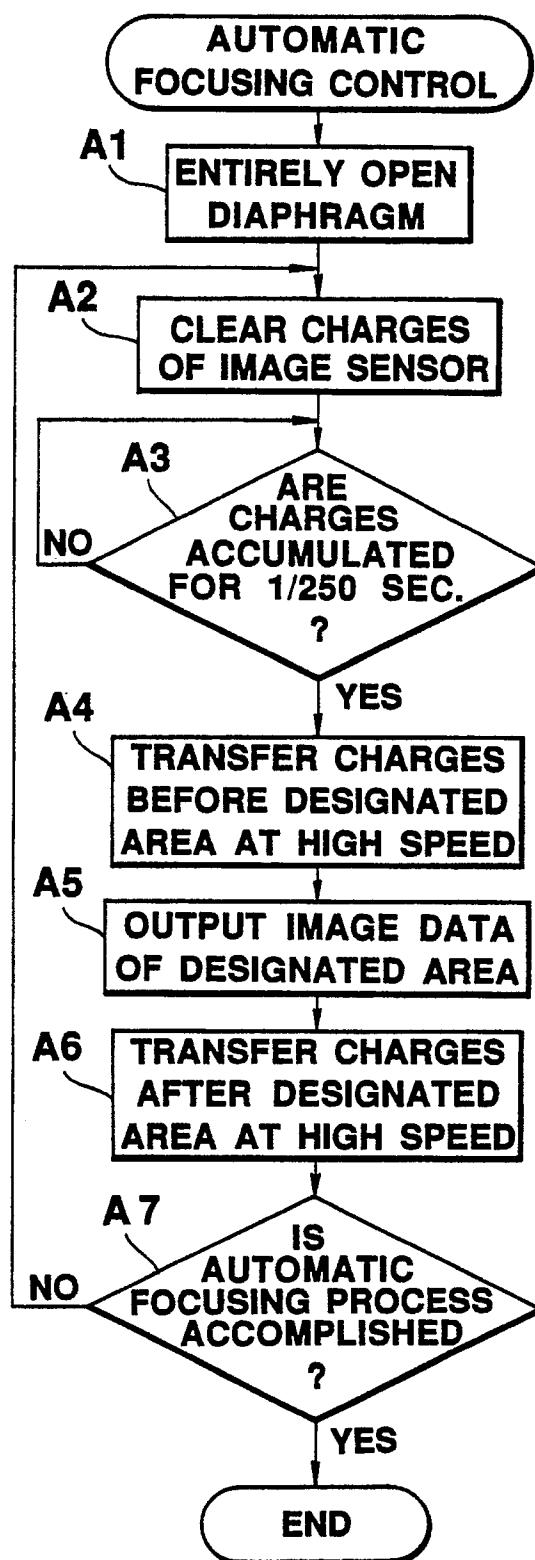 AUTOMATIC
FOCUSING CONTROL
A1
ENTIRELY OPEN
DIAPHRAGM
A2
CLEAR CHARGES
OF IMAGE SENSOR
A3
ARE
CHARGES
ACCUMULATED
FOR 1/250 SEC.
?
NO
YES
A4
TRANSFER CHARGES
BEFORE DESIGNATED
AREA AT HIGH SPEED
A5
OUTPUT IMAGE DATA
OF DESIGNATED AREA
A6
TRANSFER CHARGES
AFTER DESIGNATED
AREA AT HIGH SPEED
A7
IS
AUTOMATIC
FOCUSING PROCESS
ACCOMPLISHED
?
NO
YES
END